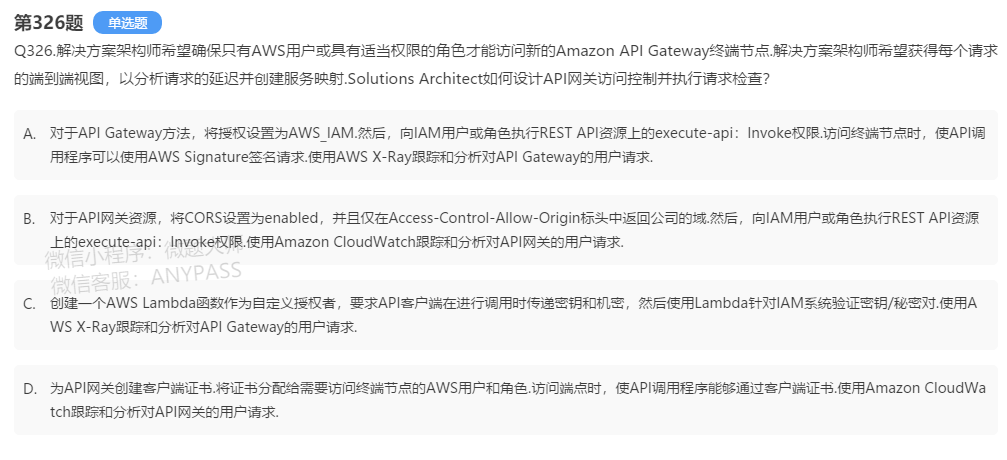 第326题 单选题
Q326.解决方案架构师希望确保只有AWS用户或具有适当权限的角色才能访问新的Amazon API Gateway终端节点.解决方案架构师希望获得每个请求
的端到端视图，以分析请求的延迟并创建服务映射.Solutions Architect如何设计API网关访问控制并执行请求检查？
A. 对于API Gateway方法，将授权设置为AWS_IAM.然后，向IAM用户或角色执行REST API资源上的execute-api：Invoke权限.访问终端节点时，使API调
用程序可以使用AWS Signature签名请求.使用AWS X-Ray跟踪和分析对API Gateway的用户请求.
B. 对于API网关资源，将CORS设置为enabled，并且仅在Access-Control-Allow-Origin标头中返回公司的域.然后，向IAM用户或角色执行REST API资源
上的execute-api：Invoke权限.使用Amazon CloudWatch跟踪和分析对API网关的用户请求.
微信小程序：微题大师
微信客服：ANYPASS
C. 创建一个AWS Lambda函数作为自定义授权者，要求API客户端在进行调用时传递密钥和机密，然后使用Lambda针对IAM系统验证密钥/秘密对.使用A
WS X-Ray跟踪和分析对API Gateway的用户请求.
D. 为API网关创建客户端证书.将证书分配给需要访问终端节点的AWS用户和角色.访问端点时，使API调用程序能够通过客户端证书.使用Amazon CloudWa
tch跟踪和分析对API网关的用户请求.